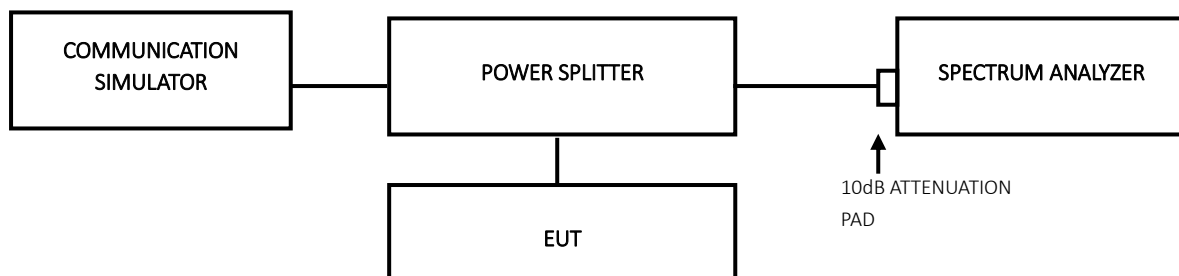 COMMUNICATION
SIMULATOR
POWER SPLITTER
SPECTRUM ANALYZER
10dB ATTENUATION
PAD
EUT